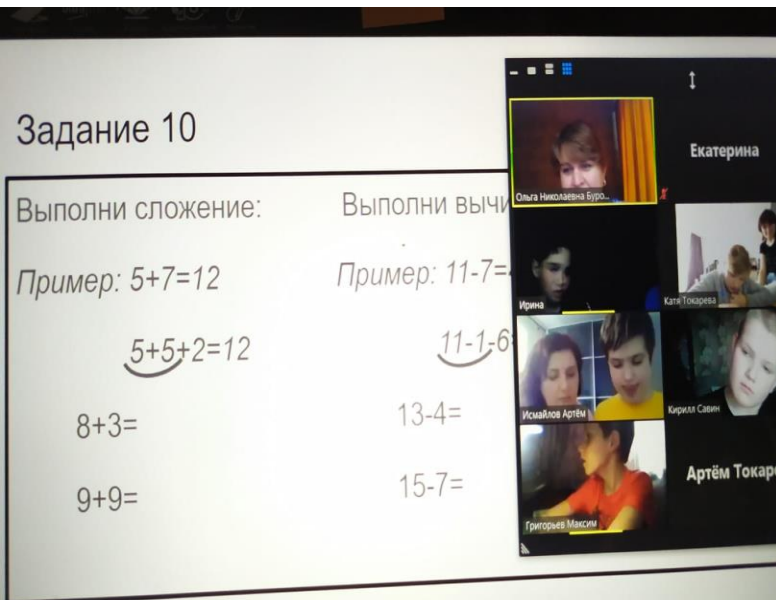 Задание 10
Выполни сложение:
Пример: 5+7=12
5+5+2=12
8+3=
9+9=
Выполни
Пример: 11-7=
11-1-6
13-4=
15-7=
Ольга Николаевна Буро...
Екатерина
Ирина
Катя Токарева
Исмайлов Артём
Кирилл Савин
Григорьев Максим
Артём